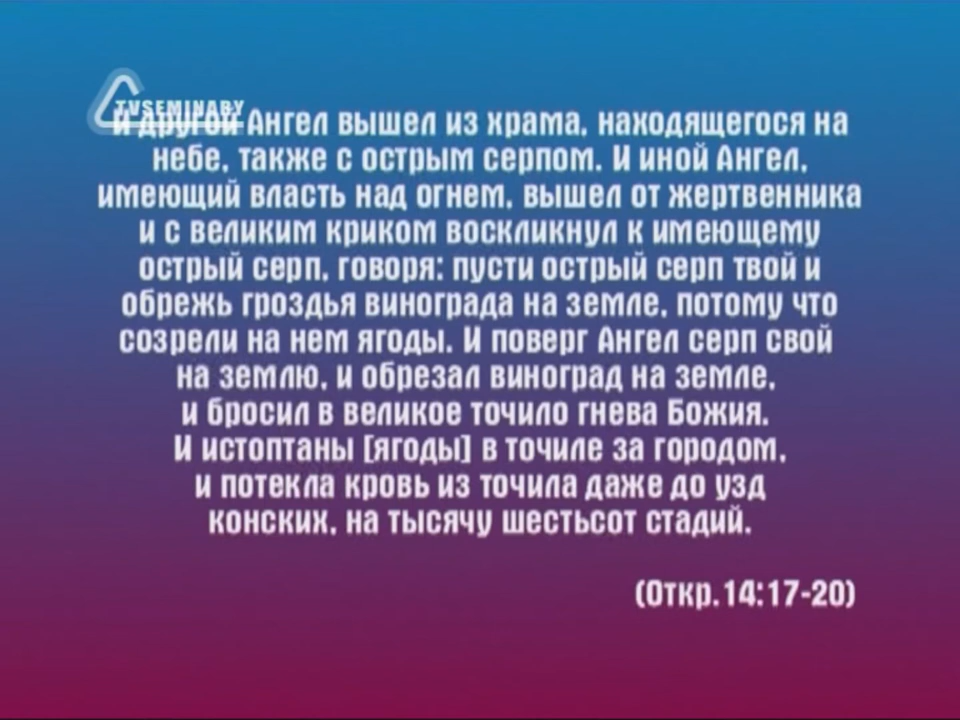 TVSEMINARY
И другой Ангел вышел из храма, находящегося на
небе, также с острым серпом. И иной Ангел,
имеющий власть над огнем, вышел от жертвенника
и с великим криком воскликнул к имеющему
острый серп, говоря: пусти острый серп твой и
обрежь гроздья винограда на земле, потому что
созрели на нем ягоды. И поверг Ангел серп свой
на землю, и обрезал виноград на земле,
и бросил в великое точило гнева Божия.
И истоптаны [ягоды] в точиле за городом,
и потекла кровь из точила даже до узд
конских, на тысячу шестьсот стадий.
(Откр.14:17-20)